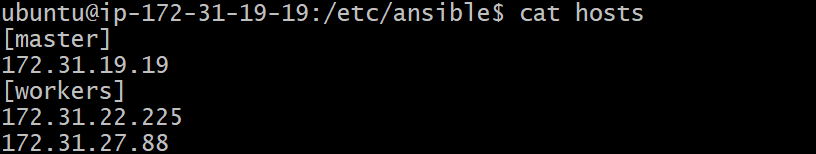 ubuntu@ip-172-31-19-19:/etc/ansible$ cat hosts
[master]
172.31.19.19
[workers]
172.31.22.225
172.31.27.88